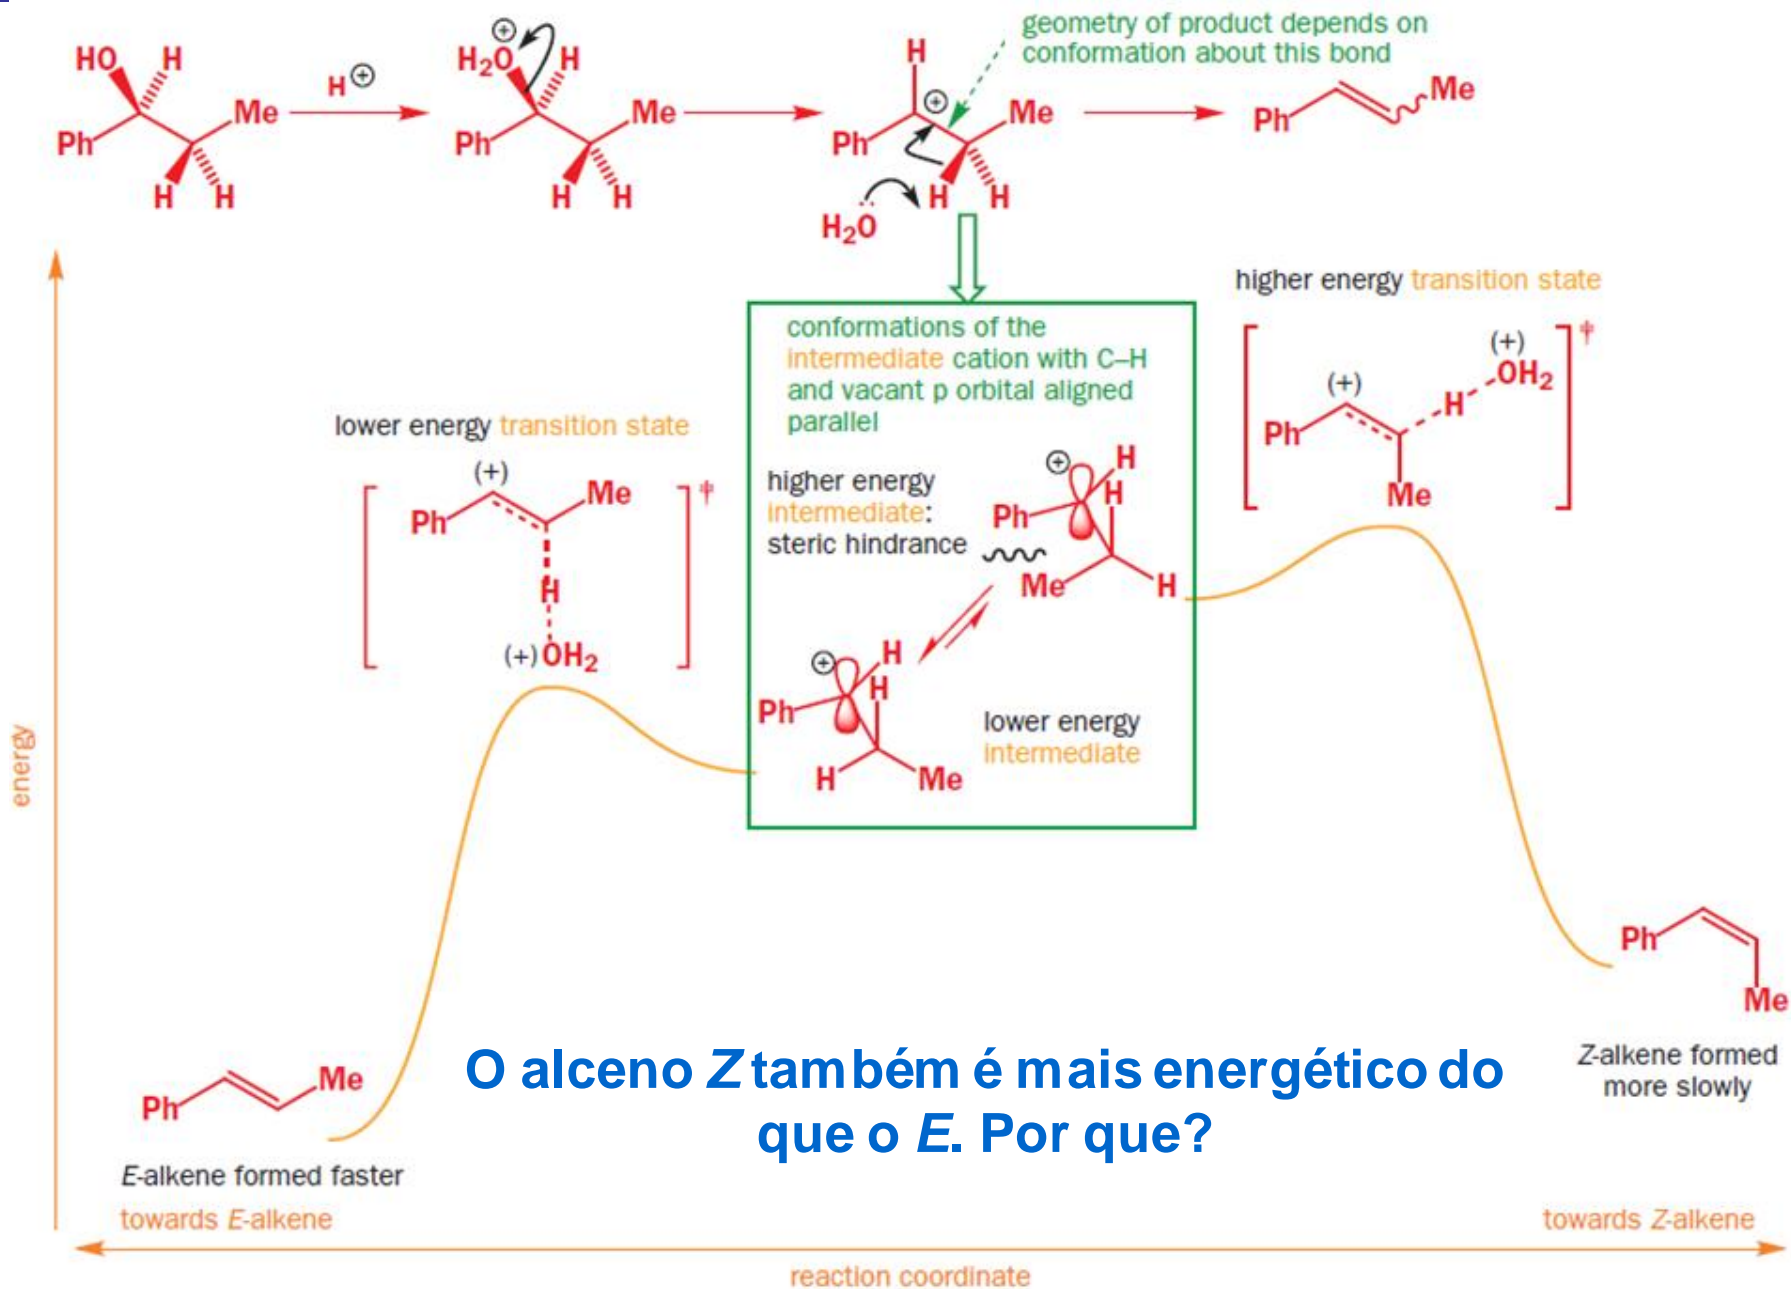 HO H
Ph Me
H H
H⊕
⊕
H₂O H
Ph Me
H H
H
⊕
Ph Me
H H
H₂O
geometry of product depends on
conformation about this bond
Ph Me
higher energy transition state
(+)
(+)
OH₂
H
Ph
Me
‡
conformations of the
intermediate cation with C–H
and vacant p orbital aligned
parallel
higher energy
intermediate:
steric hindrance
⊕ H
H
Ph
Me H
⊕ H
H
Ph
H Me
lower energy
intermediate
lower energy transition state
(+)
Me
Ph
H
(+) OH₂
‡
energy
Ph Me
E-alkene formed faster
towards E-alkene
O alceno Z também é mais energético do
que o E. Por que?
Ph
Me
Z-alkene formed
more slowly
towards Z-alkene
reaction coordinate